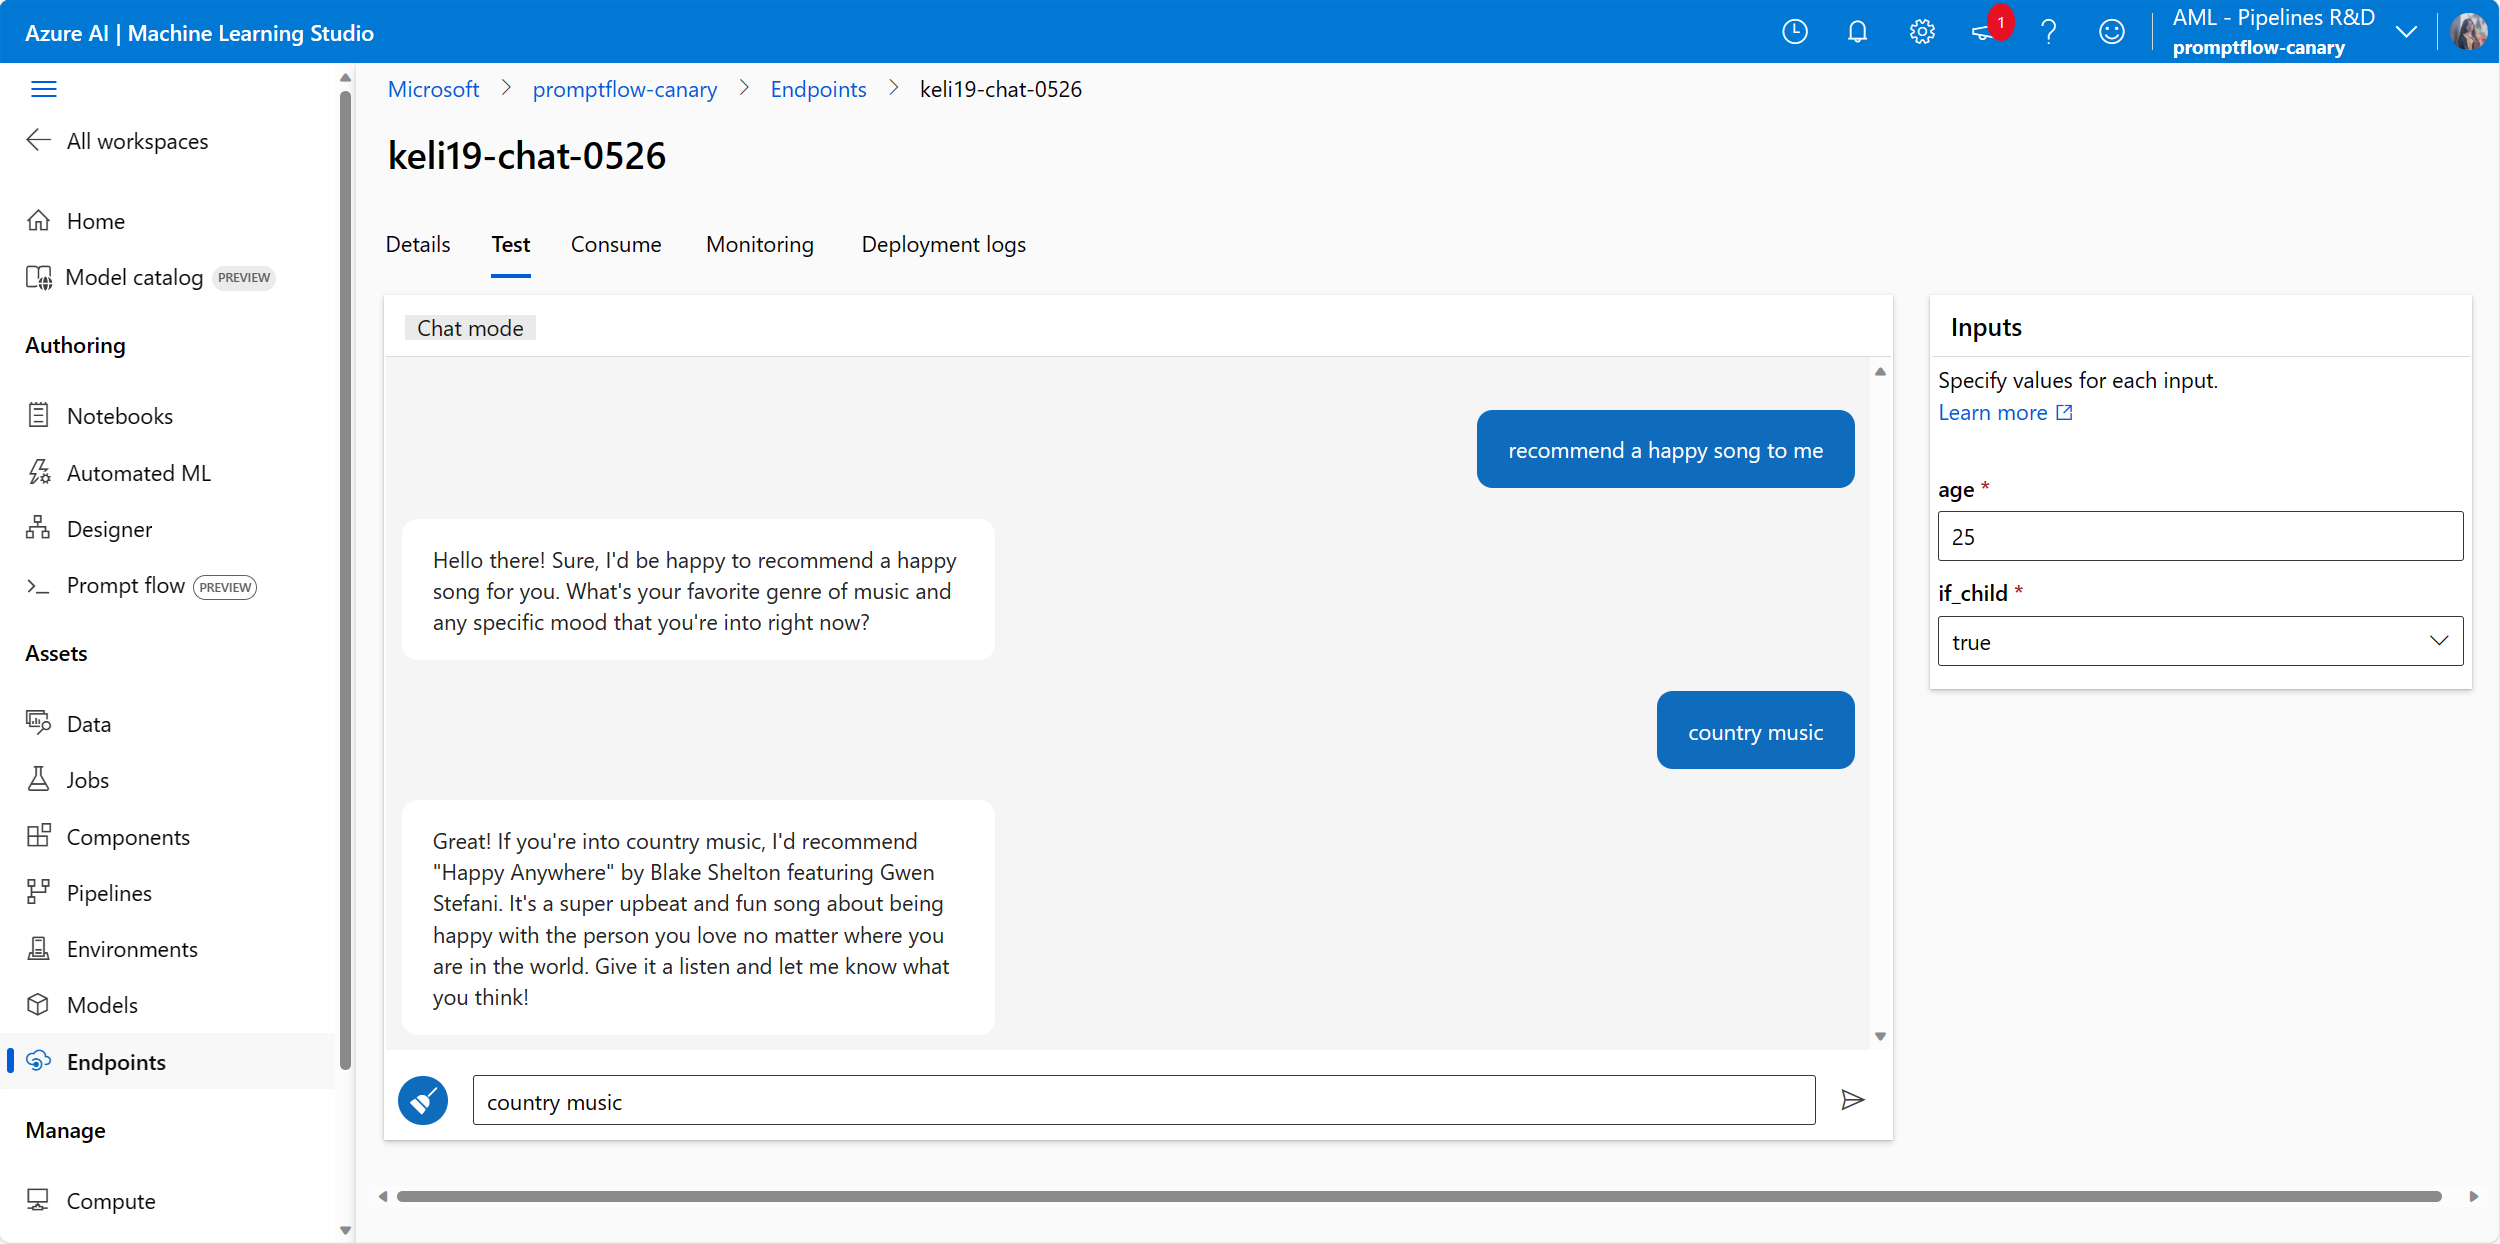 Azure AI | Machine Learning Studio
1
AML - Pipelines R&D
promptflow-canary
All workspaces
Home
Model catalog PREVIEW
Authoring
Notebooks
Automated ML
Designer
Prompt flow PREVIEW
Assets
Data
Jobs
Components
Pipelines
Environments
Models
Endpoints
Manage
Compute
Microsoft > promptflow-canary > Endpoints > keli19-chat-0526
keli19-chat-0526
Details Test Consume Monitoring Deployment logs
Chat mode
recommend a happy song to me
Hello there! Sure, I'd be happy to recommend a happy
song for you. What's your favorite genre of music and
any specific mood that you're into right now?
country music
Great! If you're into country music, I'd recommend
"Happy Anywhere" by Blake Shelton featuring Gwen
Stefani. It's a super upbeat and fun song about being
happy with the person you love no matter where you
are in the world. Give it a listen and let me know what
you think!
country music
Inputs
Specify values for each input.
Learn more
age *
25
if_child *
true